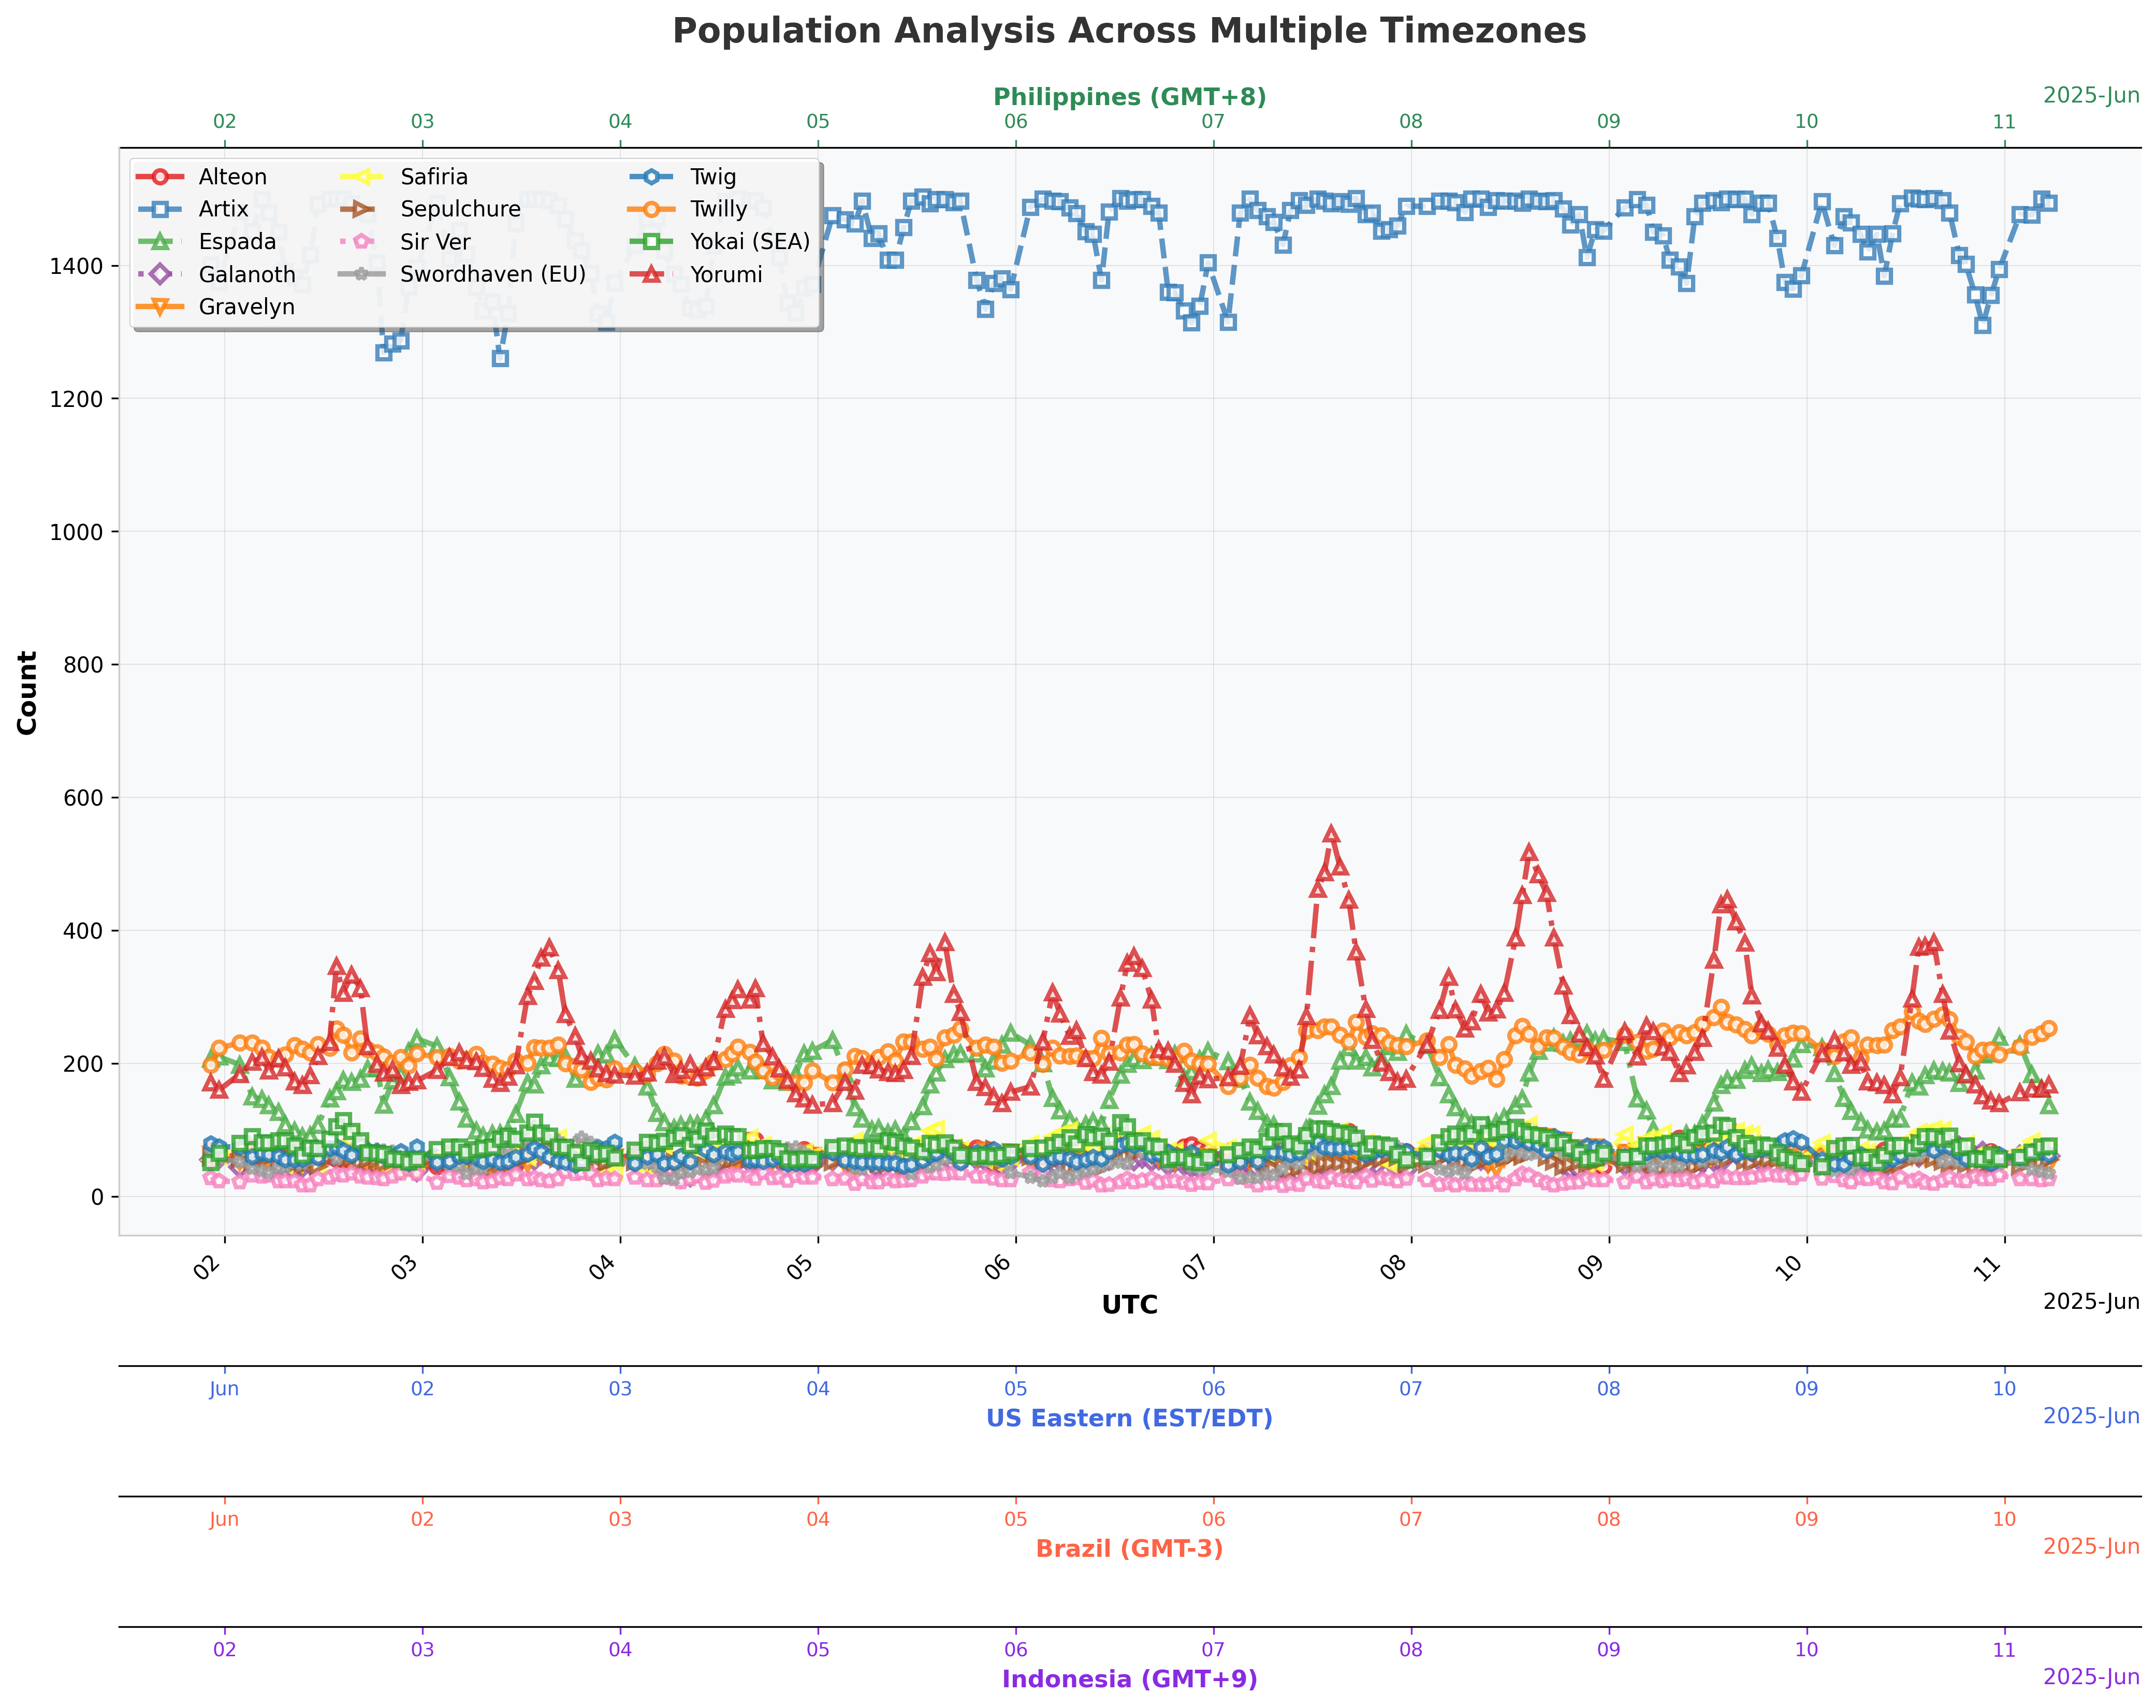 Population Analysis Across Multiple Timezones
Philippines (GMT+8)
2025-Jun
02 03 04 05 06 07 08 09 10 11
Alteon
Artix
Espada
Galanoth
Gravelyn
Safiria
Sepulchure
Sir Ver
Swordhaven (EU)
Twig
Twilly
Yokai (SEA)
Yorumi
Count
1400
1200
1000
800
600
400
200
0
02 03 04 05 06 07 08 09 10 11
UTC
2025-Jun
Jun 02 03 04 05 06 07 08 09 10
US Eastern (EST/EDT)
2025-Jun
Jun 02 03 04 05 06 07 08 09 10
Brazil (GMT-3)
2025-Jun
02 03 04 05 06 07 08 09 10 11
Indonesia (GMT+9)
2025-Jun